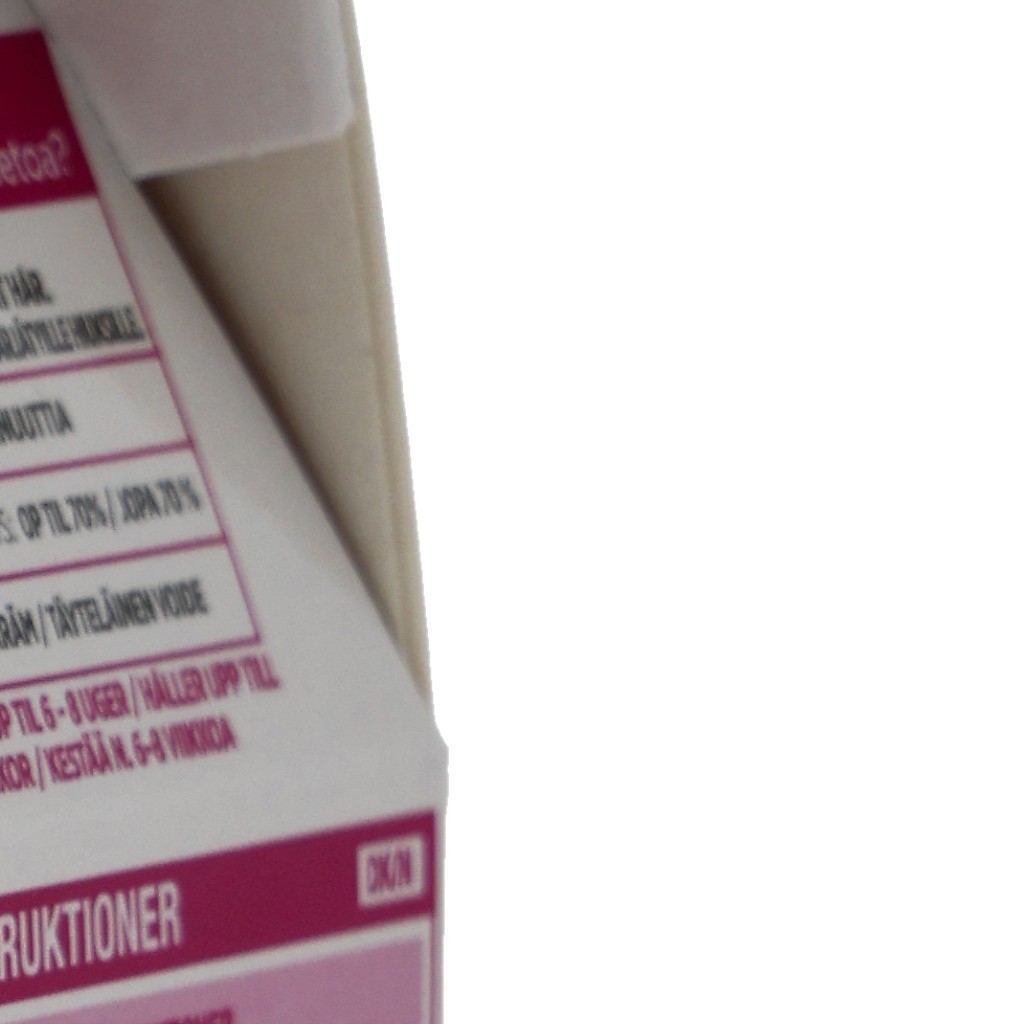 etoa?
T HÅR.
NUUTTIA
S: OP TIL 70% / JOPA 70 %
RÄM / TÄYTELÄINEN VOIDE
OP TIL 6 - 8 UGER / HÅLLER UPP TILL
KOR / KESTÄÄ N. 6-8 VIIKKOA
DK/N
RUKTIONER